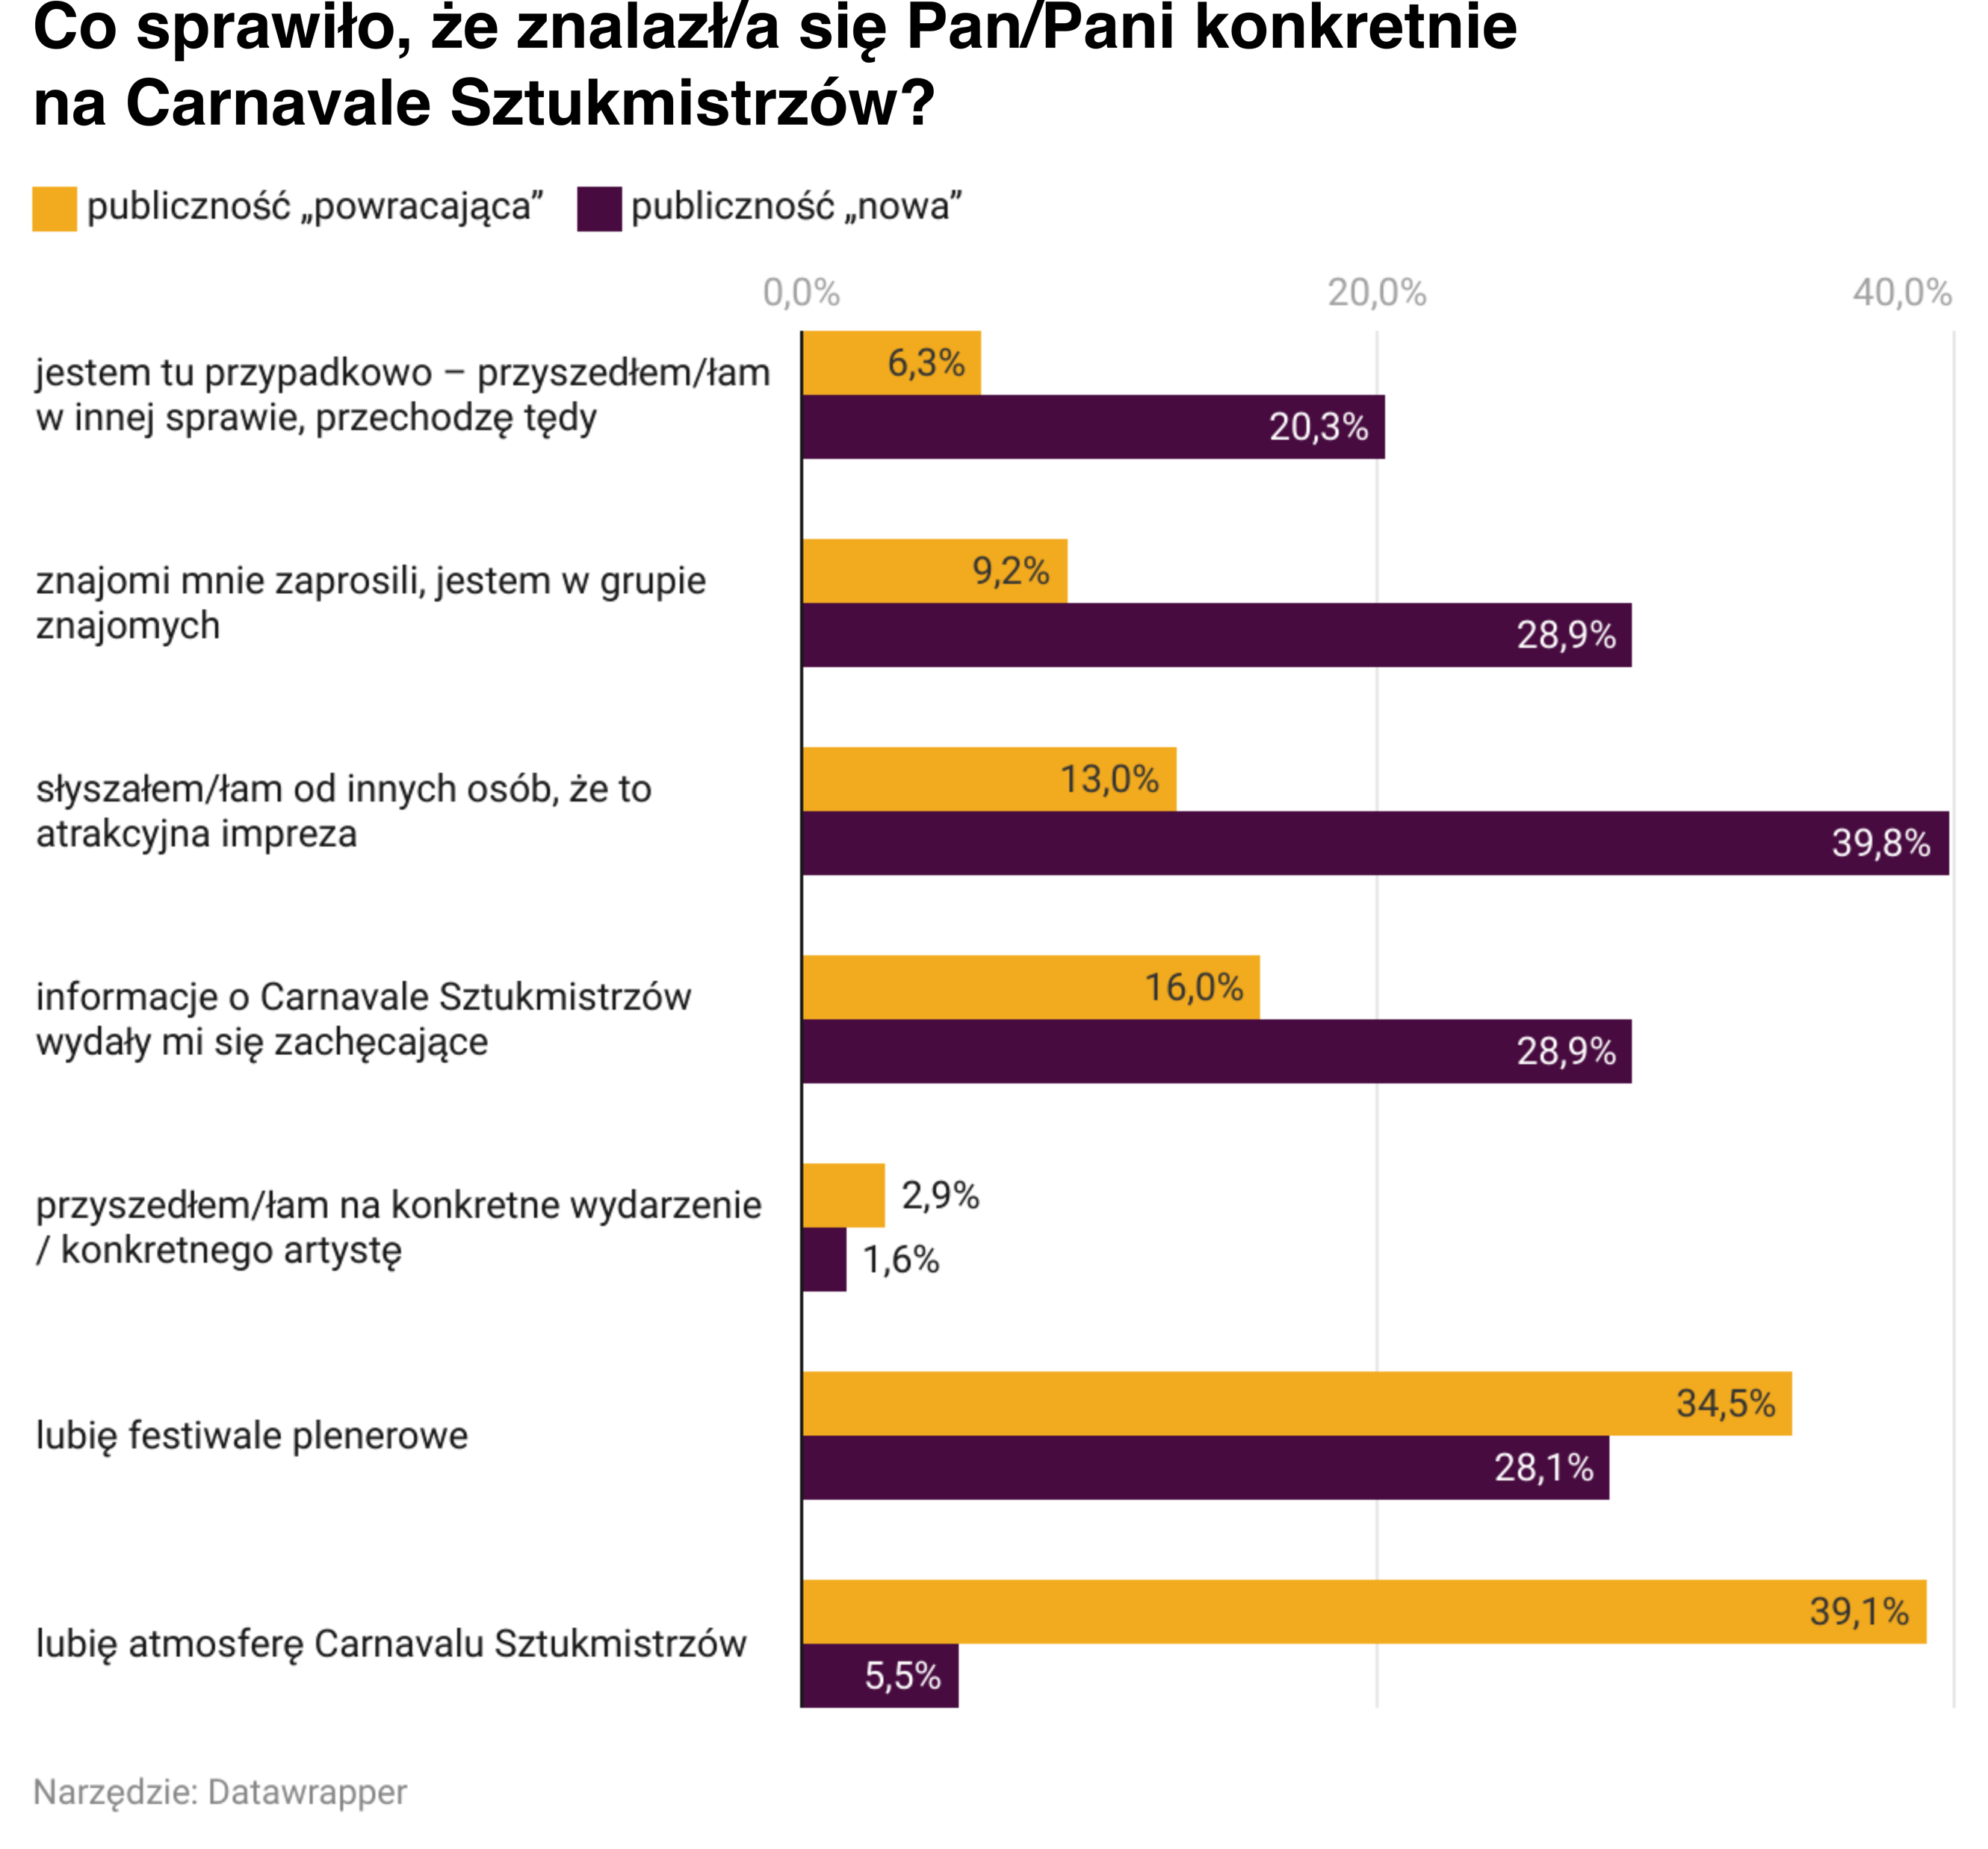 Co sprawiło, że znalazł/a się Pan/Pani konkretnie
na Carnavale Sztukmistrzów?
publiczność „powracająca” publiczność „nowa”
0,0% 20,0% 40,0%
jestem tu przypadkowo – przyszedłem/łam
w innej sprawie, przechodzę tędy
6,3%
20,3%
znajomi mnie zaprosili, jestem w grupie
znajomych
9,2%
28,9%
słyszałem/łam od innych osób, że to
atrakcyjna impreza
13,0%
39,8%
informacje o Carnavale Sztukmistrzów
wydały mi się zachęcające
16,0%
28,9%
przyszedłem/łam na konkretne wydarzenie
/ konkretnego artystę
2,9%
1,6%
lubię festiwale plenerowe
34,5%
28,1%
lubię atmosferę Carnavalu Sztukmistrzów
39,1%
5,5%
Narzędzie: Datawrapper